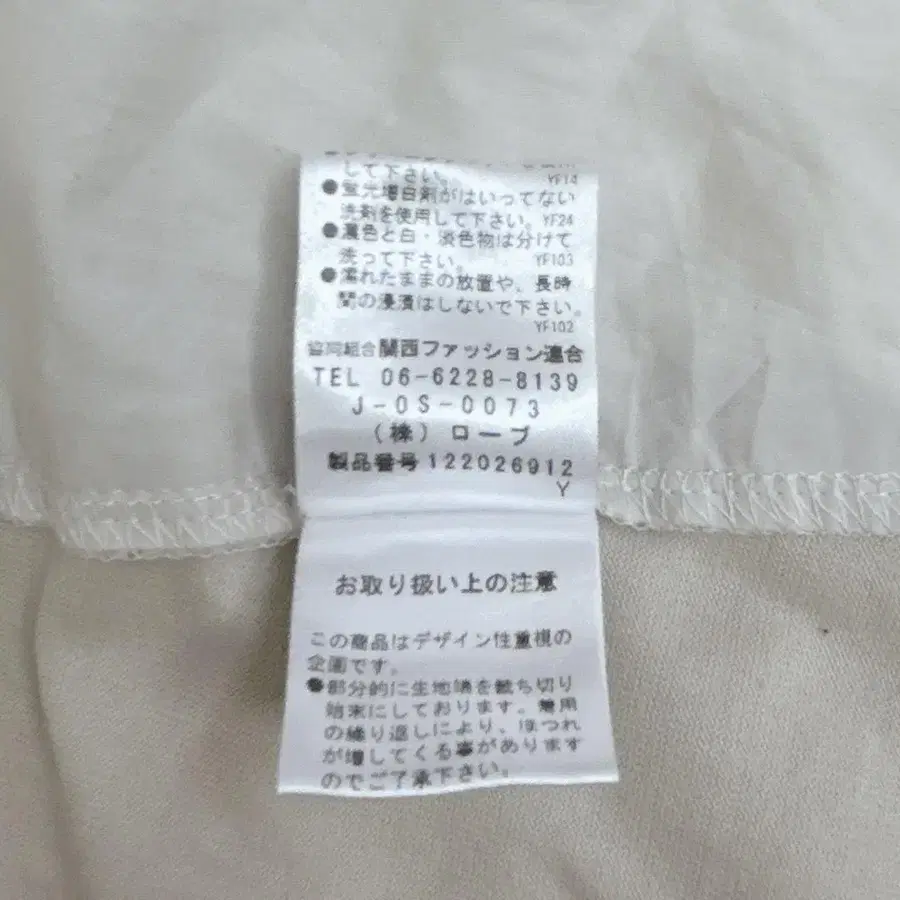 して下さい。 YF14
●蛍光増白剤がはいってない
洗剤を使用して下さい。 YF24
●濃色と白・淡色物は分けて
洗って下さい。 YF103
●濡れたままの放置や、長時
間の浸漬はしないで下さい。
YF102
協同組合関西ファッション連合
TEL 06-6228-8139
J-OS-0073
(株) ローブ
製品番号 122026912
Y
お取り扱い上の注意
この商品はデザイン性重視の
企画です。
●部分的に生地端を裁ち切り
始末にしております。着用
の繰り返しにより、ほつれ
が増してくる事があります
のでご了承下さい。